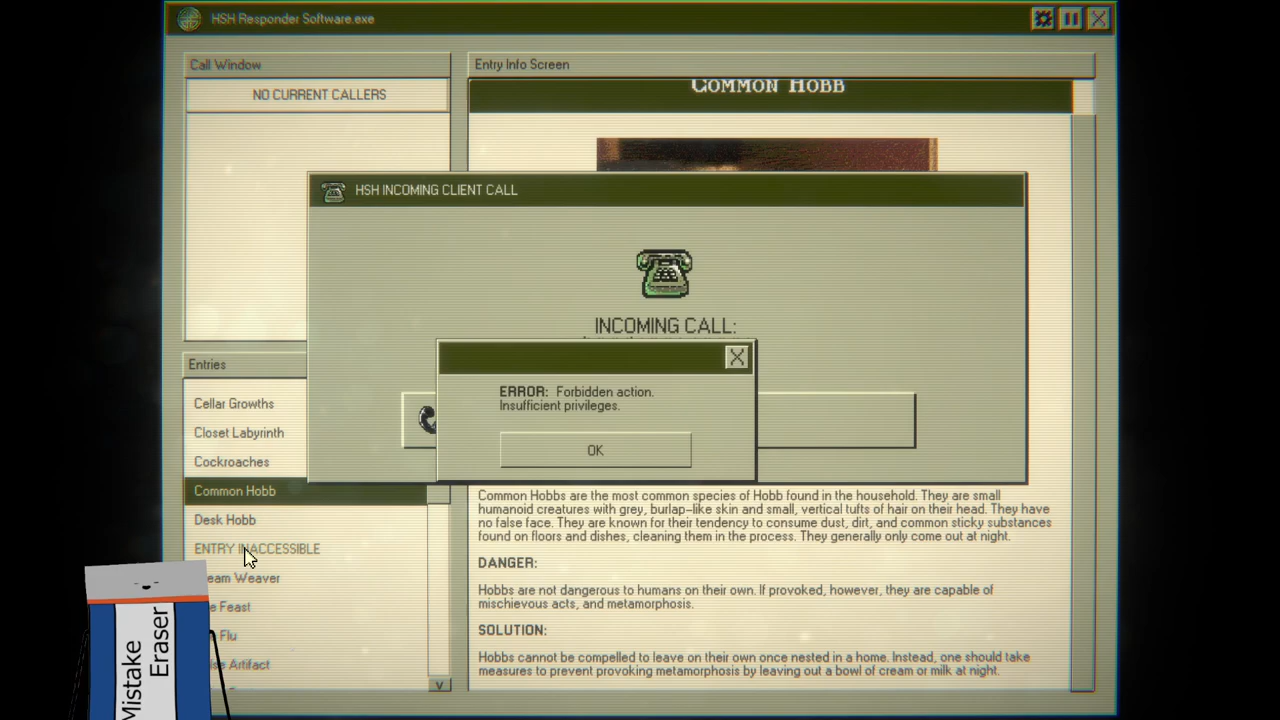 HSH Responder Software.exe
Call Window
NO CURRENT CALLERS
Entry Info Screen
COMMON HOBB
HSH INCOMING CLIENT CALL
INCOMING CALL:
ERROR: Forbidden action.
Insufficient privileges.
OK
Entries
Cellar Growths
Closet Labyrinth
Cockroaches
Common Hobb
Desk Hobb
ENTRY INACCESSIBLE
eam Weaver
e Feast
Flu
se Artifact
V
Common Hobbs are the most common species of Hobb found in the household. They are small
humanoid creatures with grey, burlap-like skin and small, vertical tufts of hair on their head. They have
no false face. They are known for their tendency to consume dust, dirt, and common sticky substances
found on floors and dishes, cleaning them in the process. They generally only come out at night.
DANGER:
Hobbs are not dangerous to humans on their own. If provoked, however, they are capable of
mischievous acts, and metamorphosis.
SOLUTION:
Hobbs cannot be compelled to leave on their own once nested in a home. Instead, one should take
measures to prevent provoking metamorphosis by leaving out a bowl of cream or milk at night.
Mistake
Eraser